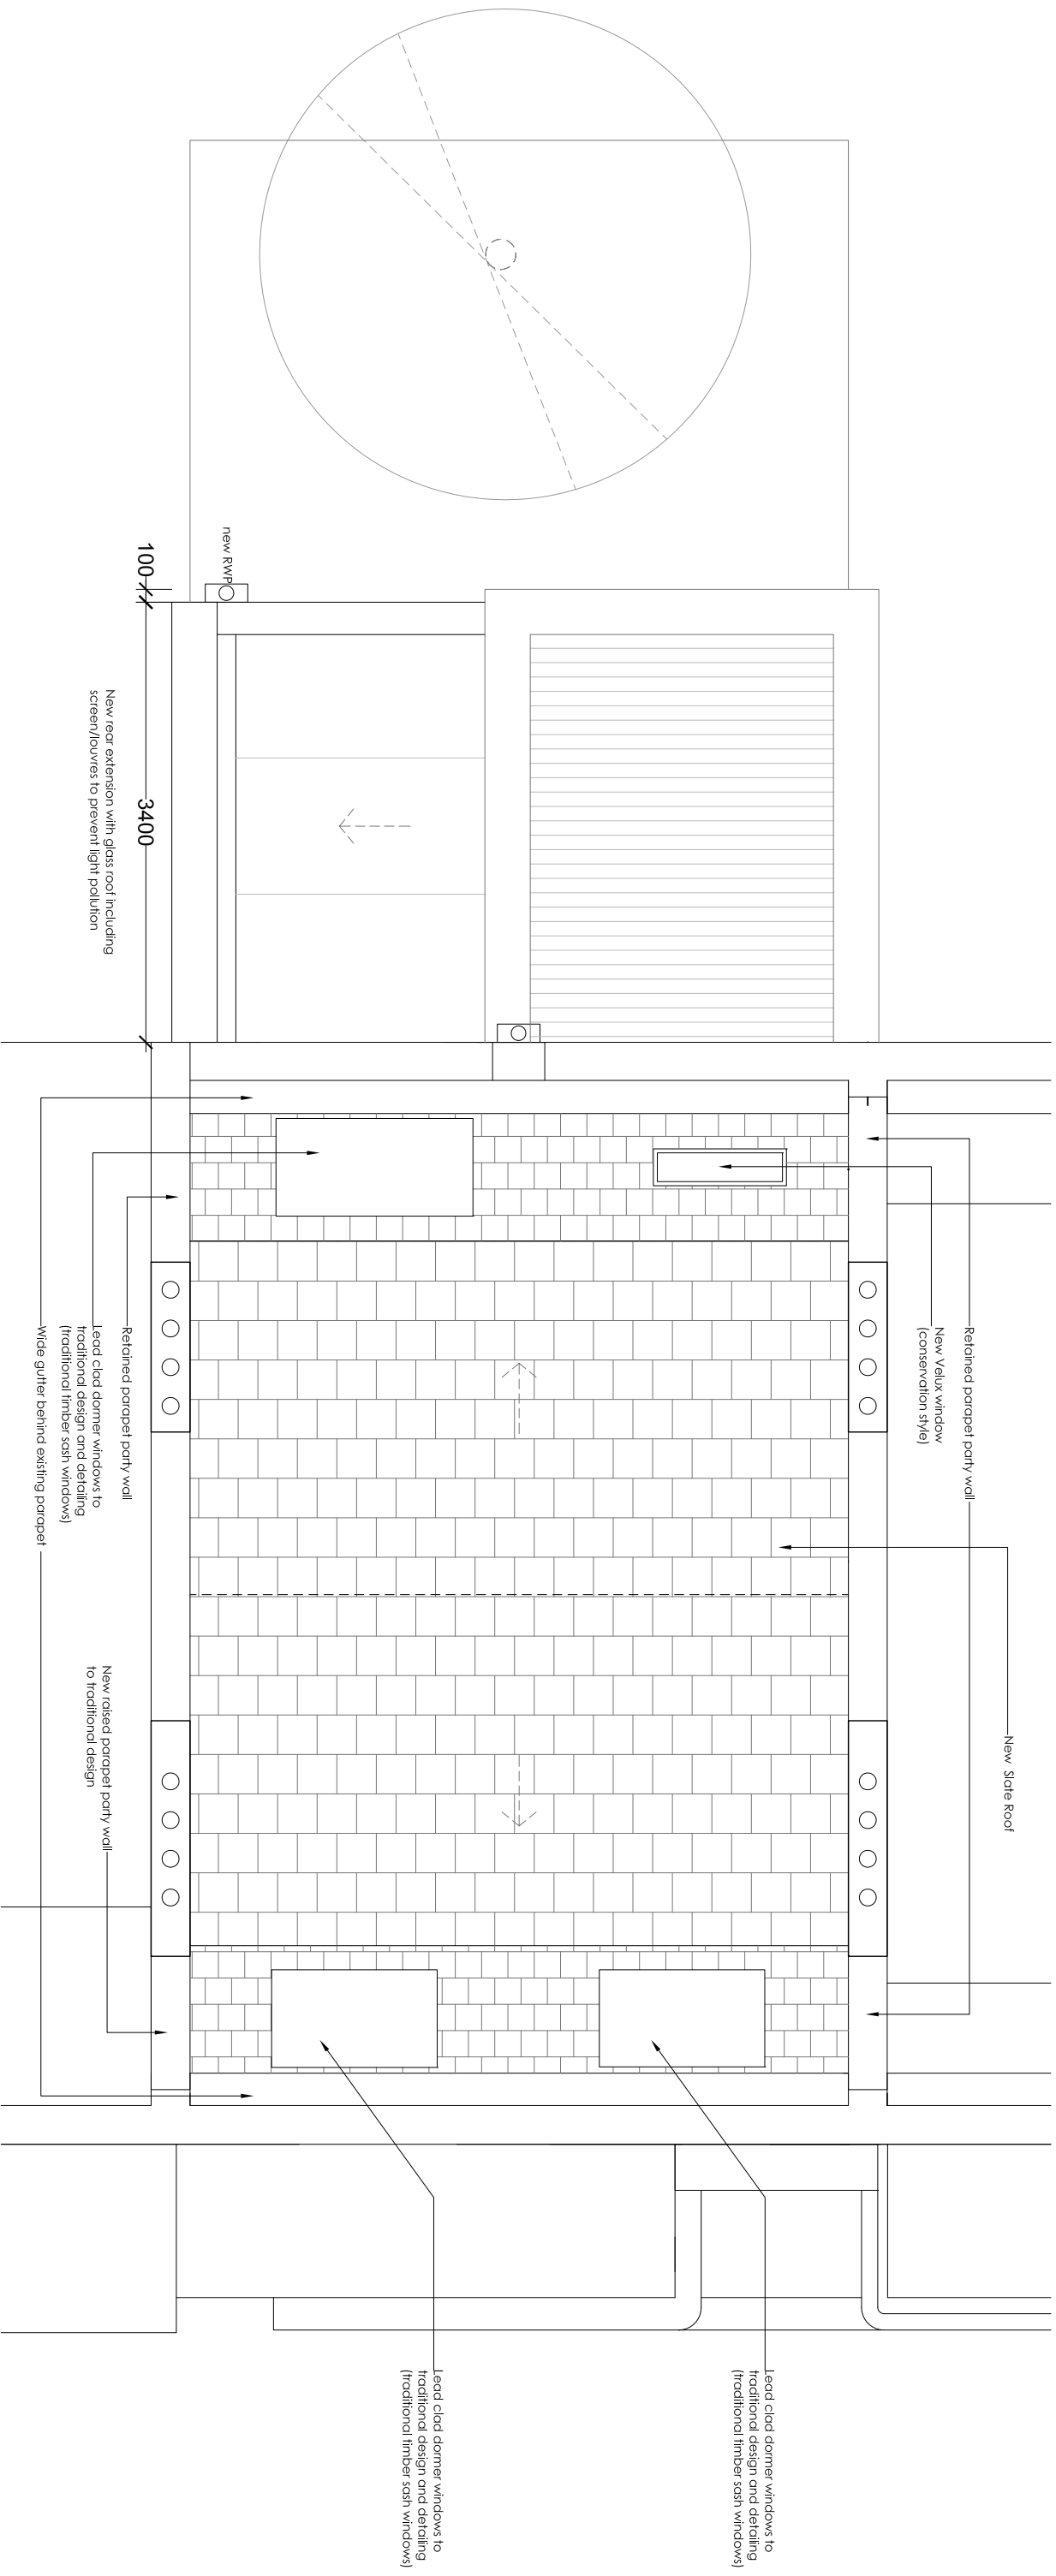 new RWP
100
3400
New rear extension with glass roof including
screen/louvres to prevent light pollution
Retained parapet party wall
New Velux window
(conservation style)
New Slate Roof
Retained parapet party wall
Lead clad dormer windows to
traditional design and detailing
(traditional timber sash windows)
Wide gutter behind existing parapet
New raised parapet party wall
to traditional design
Lead clad dormer windows to
traditional design and detailing
(traditional timber sash windows)
Lead clad dormer windows to
traditional design and detailing
(traditional timber sash windows)